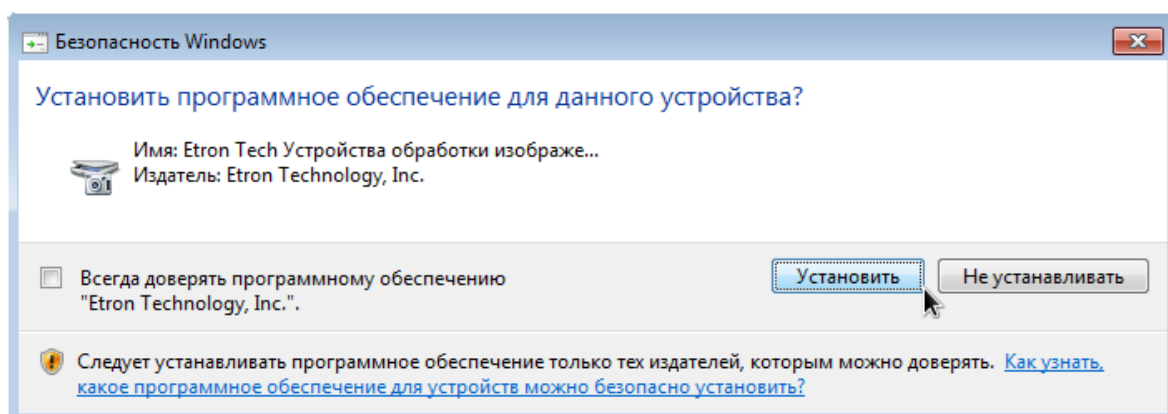 Безопасность Windows
Установить программное обеспечение для данного устройства?
Имя: Etron Tech Устройства обработки изображе...
Издатель: Etron Technology, Inc.
Всегда доверять программному обеспечению
"Etron Technology, Inc.".
Установить
Не устанавливать
Следует устанавливать программное обеспечение только тех издателей, которым можно доверять. Как узнать,
какое программное обеспечение для устройств можно безопасно установить?